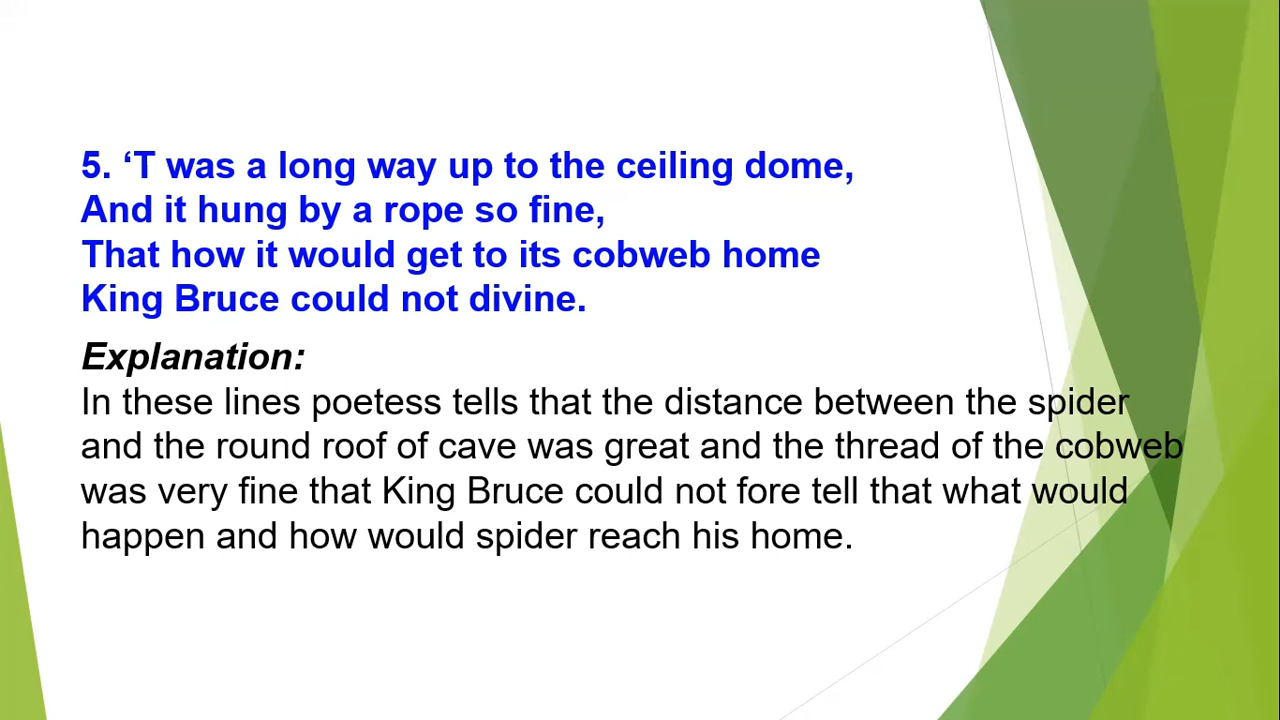 5. ‘T was a long way up to the ceiling dome,
And it hung by a rope so fine,
That how it would get to its cobweb home
King Bruce could not divine.
Explanation:
In these lines poetess tells that the distance between the spider
and the round roof of cave was great and the thread of the cobweb
was very fine that King Bruce could not fore tell that what would
happen and how would spider reach his home.